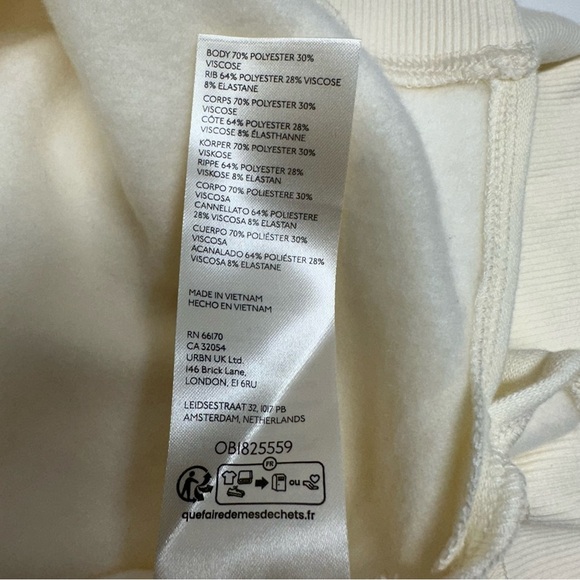 BODY 70% POLYESTER 30%
VISCOSE
RIB 64% POLYESTER 28% VISCOSE
8% ELASTANE
CORPS 70% POLYESTER 30%
VISCOSE
CÔTE 64% POLYESTER 28%
VISCOSE 8% ÉLASTHANNE
KÖRPER 70% POLYESTER 30%
VISKOSE
RIPPE 64% POLYESTER 28%
VISKOSE 8% ELASTAN
CORPO 70% POLIESTERE 30%
VISCOSA
CANNELLATO 64% POLIESTERE
28% VISCOSA 8% ELASTAN
CUERPO 70% POLIÉSTER 30%
VISCOSA
ACANALADO 64% POLIÉSTER 28%
VISCOSA 8% ELASTANE
MADE IN VIETNAM
HECHO EN VIETNAM
RN 66170
CA 32054
URBN UK Ltd.
146 Brick Lane,
LONDON, E1 6RU
LEIDSESTRAAT 32, 1017 PB
AMSTERDAM, NETHERLANDS
OB1825559
FR
ou
quefairedemesdechets.fr